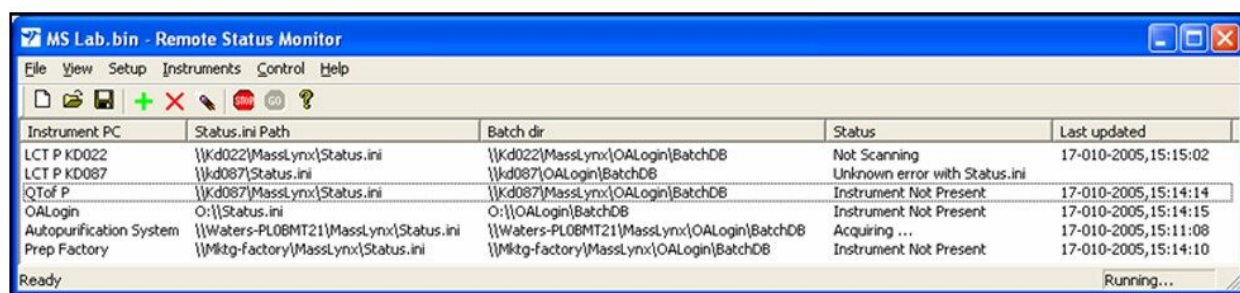 MS Lab.bin - Remote Status Monitor
File View Setup Instruments Control Help
STOP GO ?
Instrument PC Status.ini Path Batch dir Status Last updated
LCT P KD022 \\Kd022\MassLynx\Status.ini \\Kd022\MassLynx\OALogin\BatchDB Not Scanning 17-010-2005,15:15:02
LCT P KD087 \\kd087\Status.ini \\kd087\OALogin\BatchDB Unknown error with Status.ini
QTof P \\Kd087\MassLynx\Status.ini \\Kd087\MassLynx\OALogin\BatchDB Instrument Not Present 17-010-2005,15:14:14
OALogin O:\\Status.ini O:\\OALogin\BatchDB Instrument Not Present 17-010-2005,15:14:15
Autopurification System \\Waters-PL0BMT21\MassLynx\Status.ini \\Waters-PL0BMT21\MassLynx\OALogin\BatchDB Acquiring ... 17-010-2005,15:11:08
Prep Factory \\Mktg-factory\MassLynx\Status.ini \\Mktg-factory\MassLynx\OALogin\BatchDB Instrument Not Present 17-010-2005,15:14:10
Ready Running...